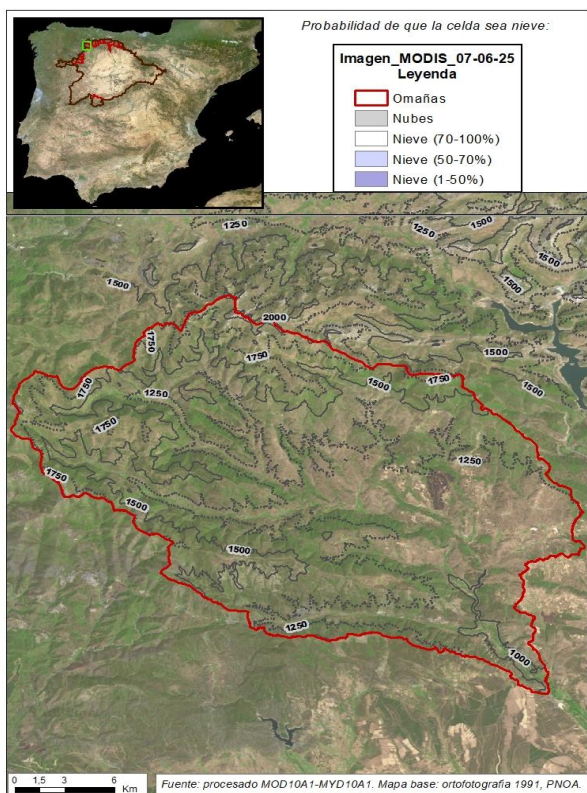 Probabilidad de que la celda sea nieve:
Imagen_MODIS_07-06-25
Leyenda
Omañas
Nubes
Nieve (70-100%)
Nieve (50-70%)
Nieve (1-50%)
1250
1500
1250
1500
1500
1500
1500
2000
1750
1750
1500
1500
1750
1500
1750
1250
1750
1250
1750
1500
1500
1250
1000
0 1,5 3 6
Km
Fuente: procesado MOD10A1-MYD10A1. Mapa base: ortofotografía 1991, PNOA.